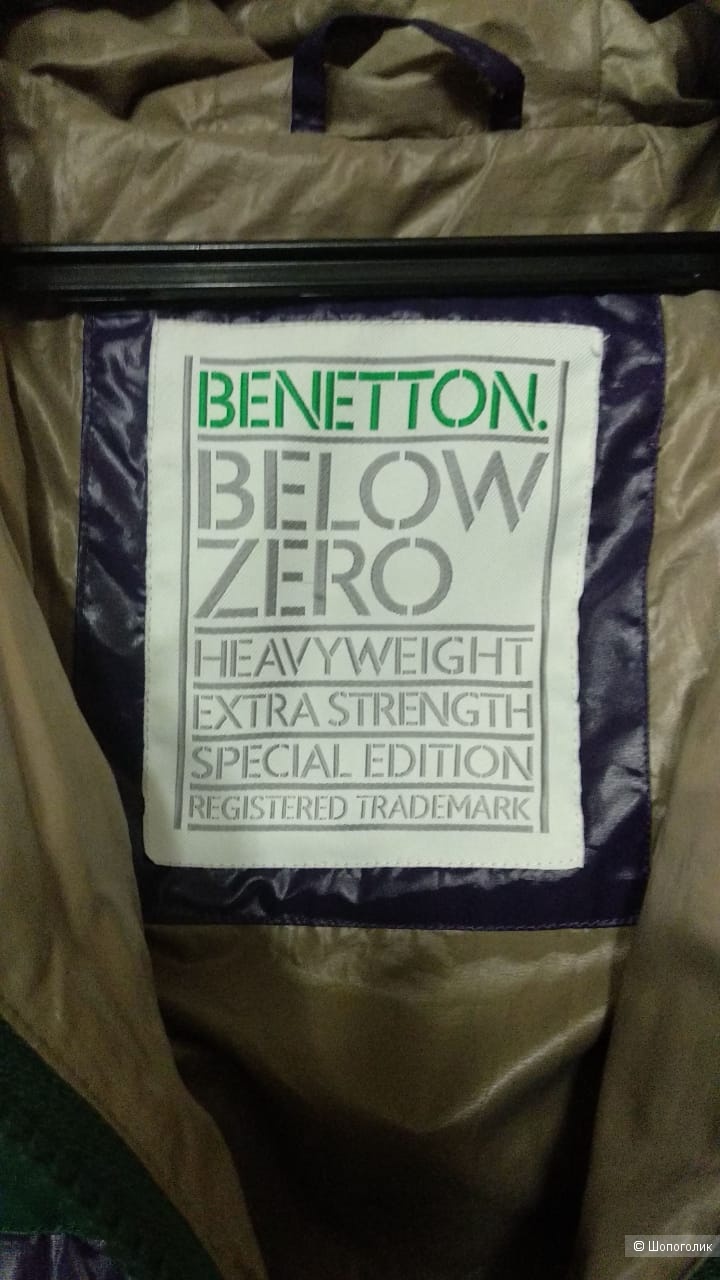 BENETTON.
BELOW
ZERO
HEAVYWEIGHT
EXTRA STRENGTH
SPECIAL EDITION
REGISTERED TRADEMARK
© Шопоголик